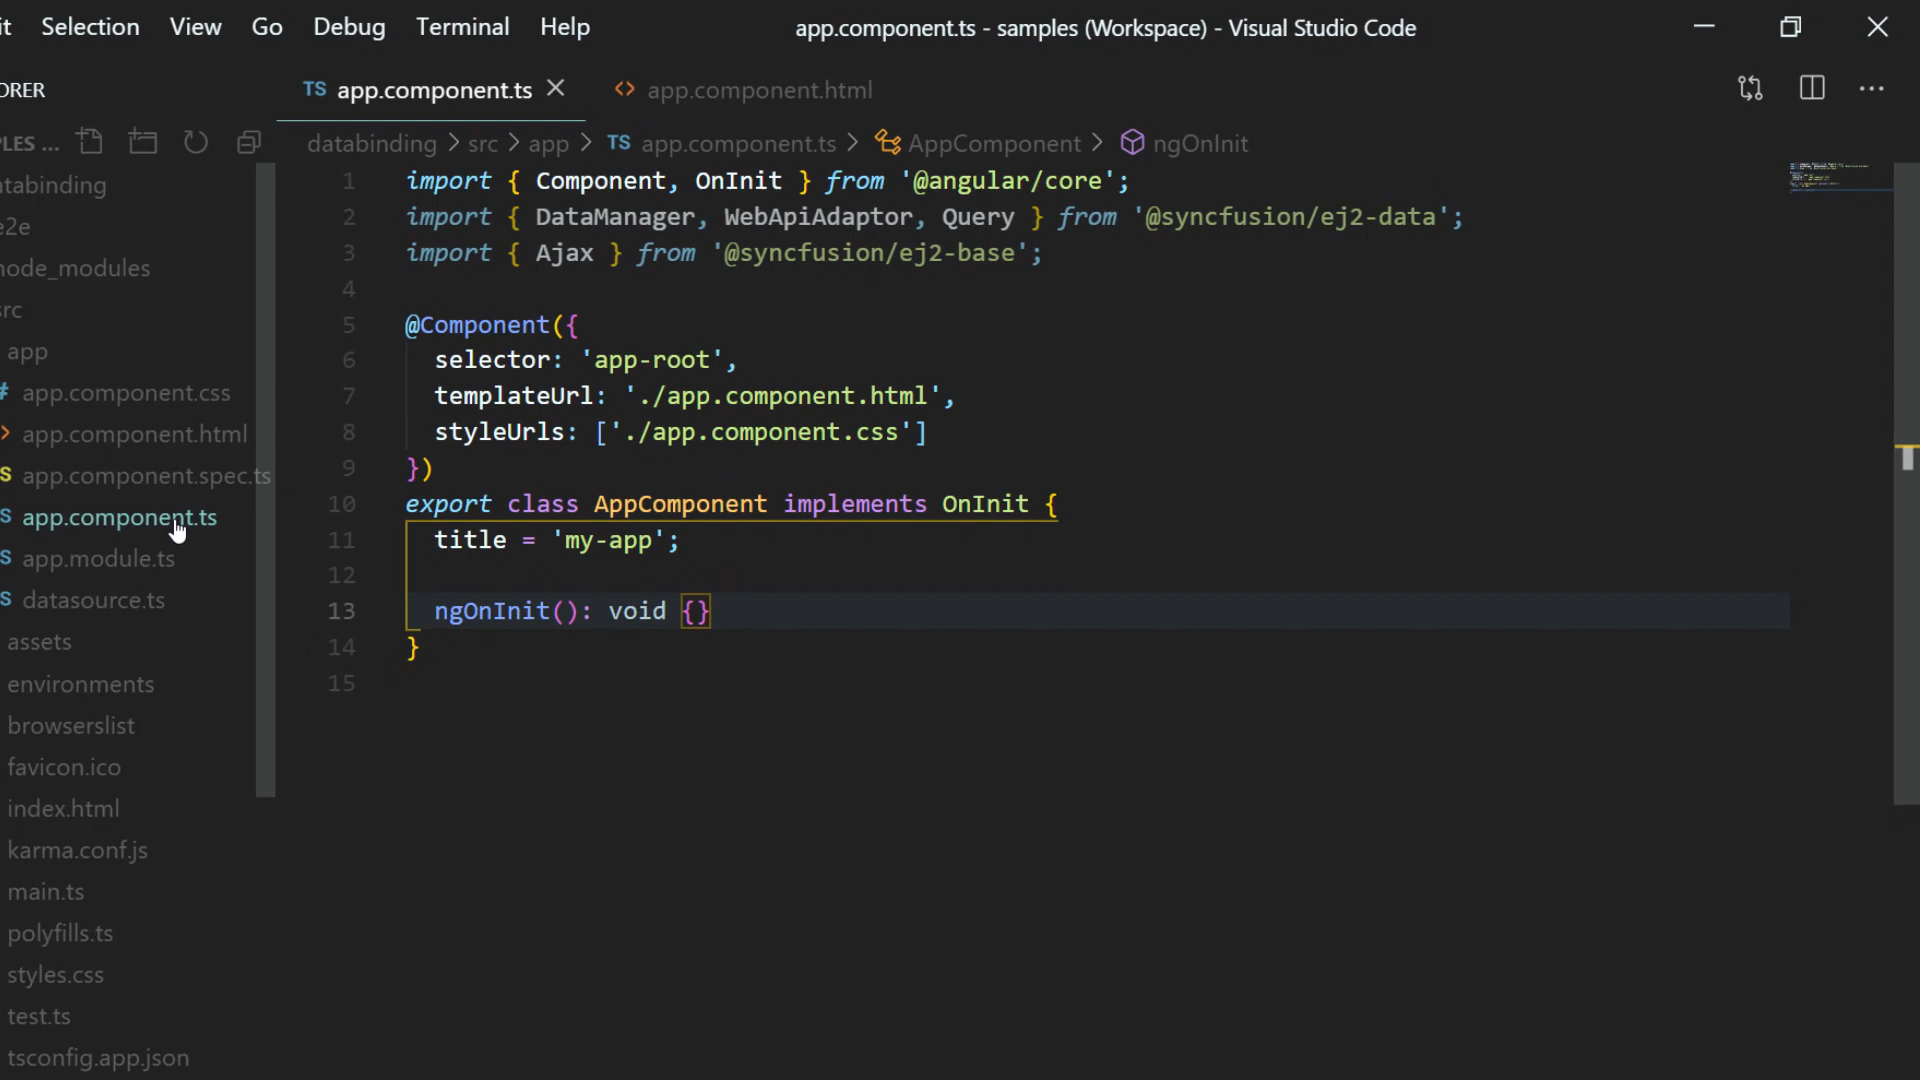 it Selection View Go Debug Terminal Help
app.component.ts - samples (Workspace) - Visual Studio Code
ORER
TS app.component.ts
<> app.component.html
PLES ...
databinding > src > app > TS app.component.ts > AppComponent > ngOnInit
atabinding
e2e
node_modules
src
app
# app.component.css
> app.component.html
S app.component.spec.ts
S app.component.ts
S app.module.ts
S datasource.ts
assets
environments
browserslist
favicon.ico
index.html
karma.conf.js
main.ts
polyfills.ts
styles.css
test.ts
tsconfig.app.json
1 import { Component, OnInit } from '@angular/core';
2 import { DataManager, WebApiAdaptor, Query } from '@syncfusion/ej2-data';
3 import { Ajax } from '@syncfusion/ej2-base';
4
5 @Component({
6 selector: 'app-root',
7 templateUrl: './app.component.html',
8 styleUrls: ['./app.component.css']
9 })
10 export class AppComponent implements OnInit {
11 title = 'my-app';
12
13 ngOnInit(): void {}
14 }
15